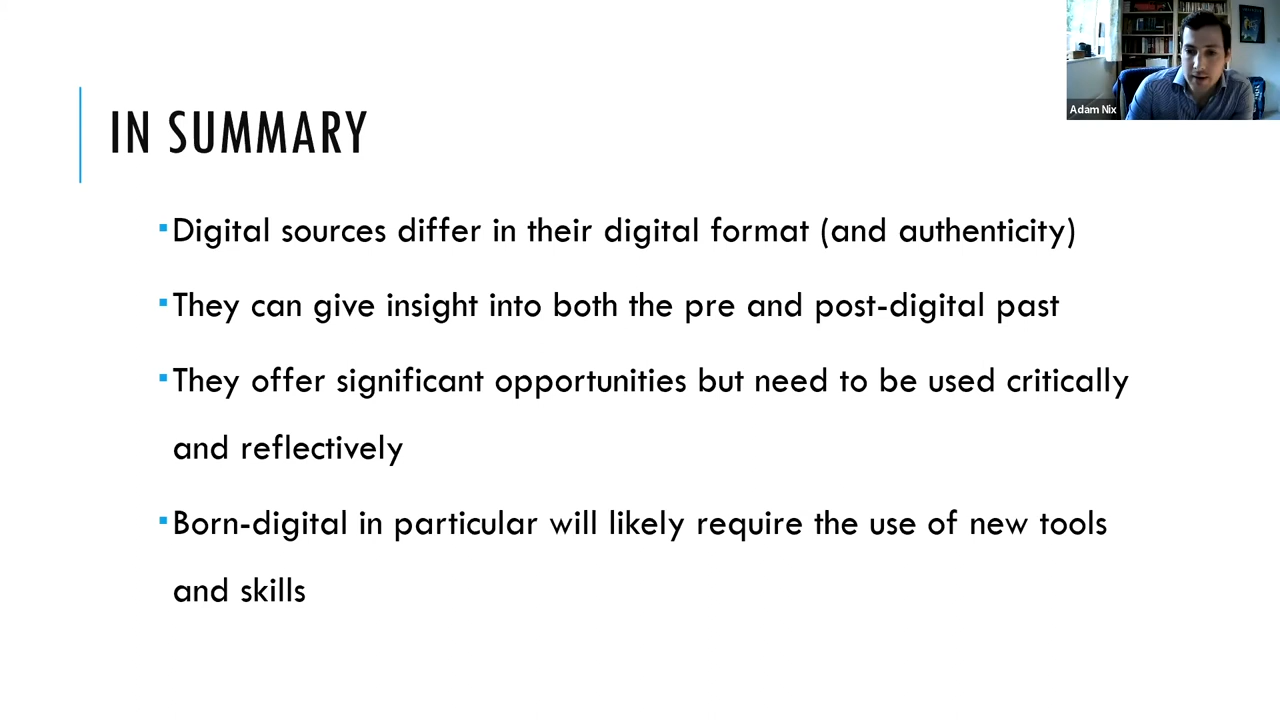 IN SUMMARY
Adam Nix
▪Digital sources differ in their digital format (and authenticity)
▪They can give insight into both the pre and post-digital past
▪They offer significant opportunities but need to be used critically
and reflectively
▪Born-digital in particular will likely require the use of new tools
and skills